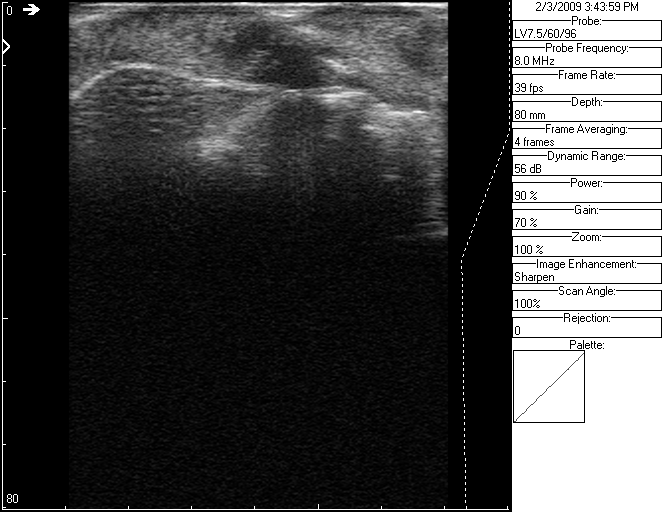 0
80
2/3/2009 3:43:59 PM
Probe:
LV7.5/60/96
Probe Frequency:
8.0 MHz
Frame Rate:
39 fps
Depth:
80 mm
Frame Averaging:
4 frames
Dynamic Range:
56 dB
Power:
90 %
Gain:
70 %
Zoom:
100 %
Image Enhancement:
Sharpen
Scan Angle:
100%
Rejection:
0
Palette: